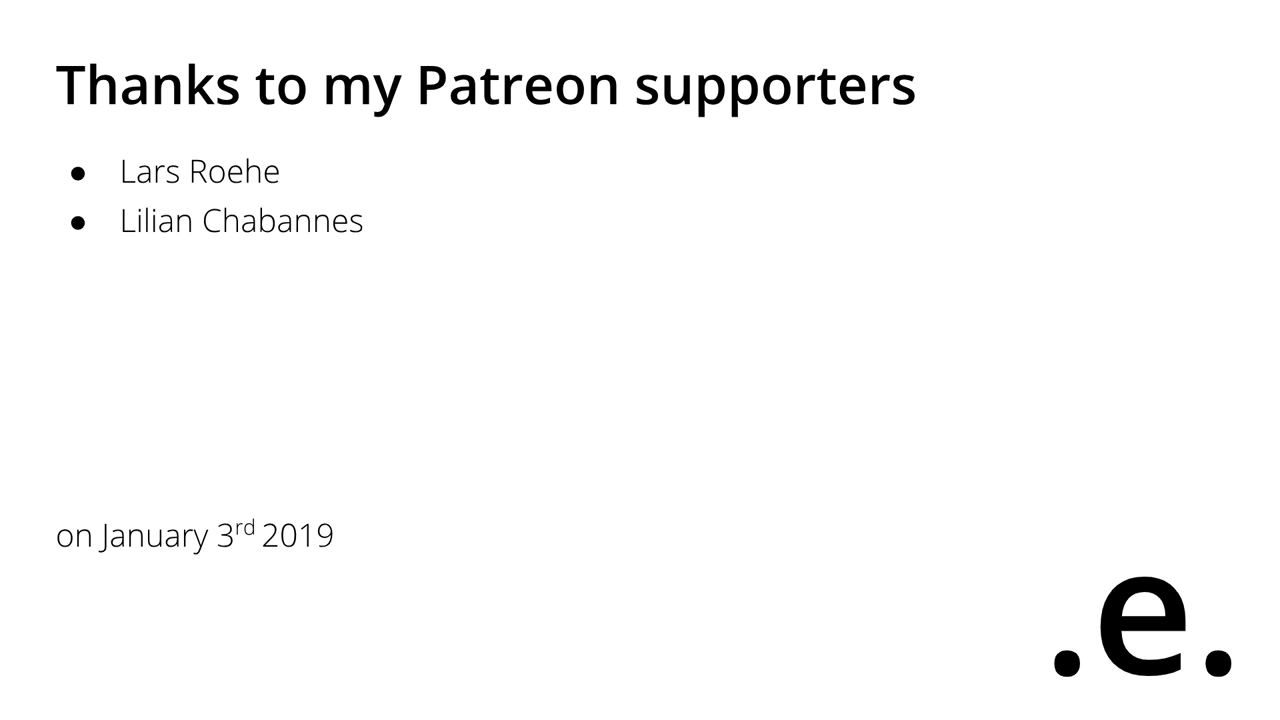 Thanks to my Patreon supporters
● Lars Roehe
● Lilian Chabannes
on January 3rd 2019
.e.